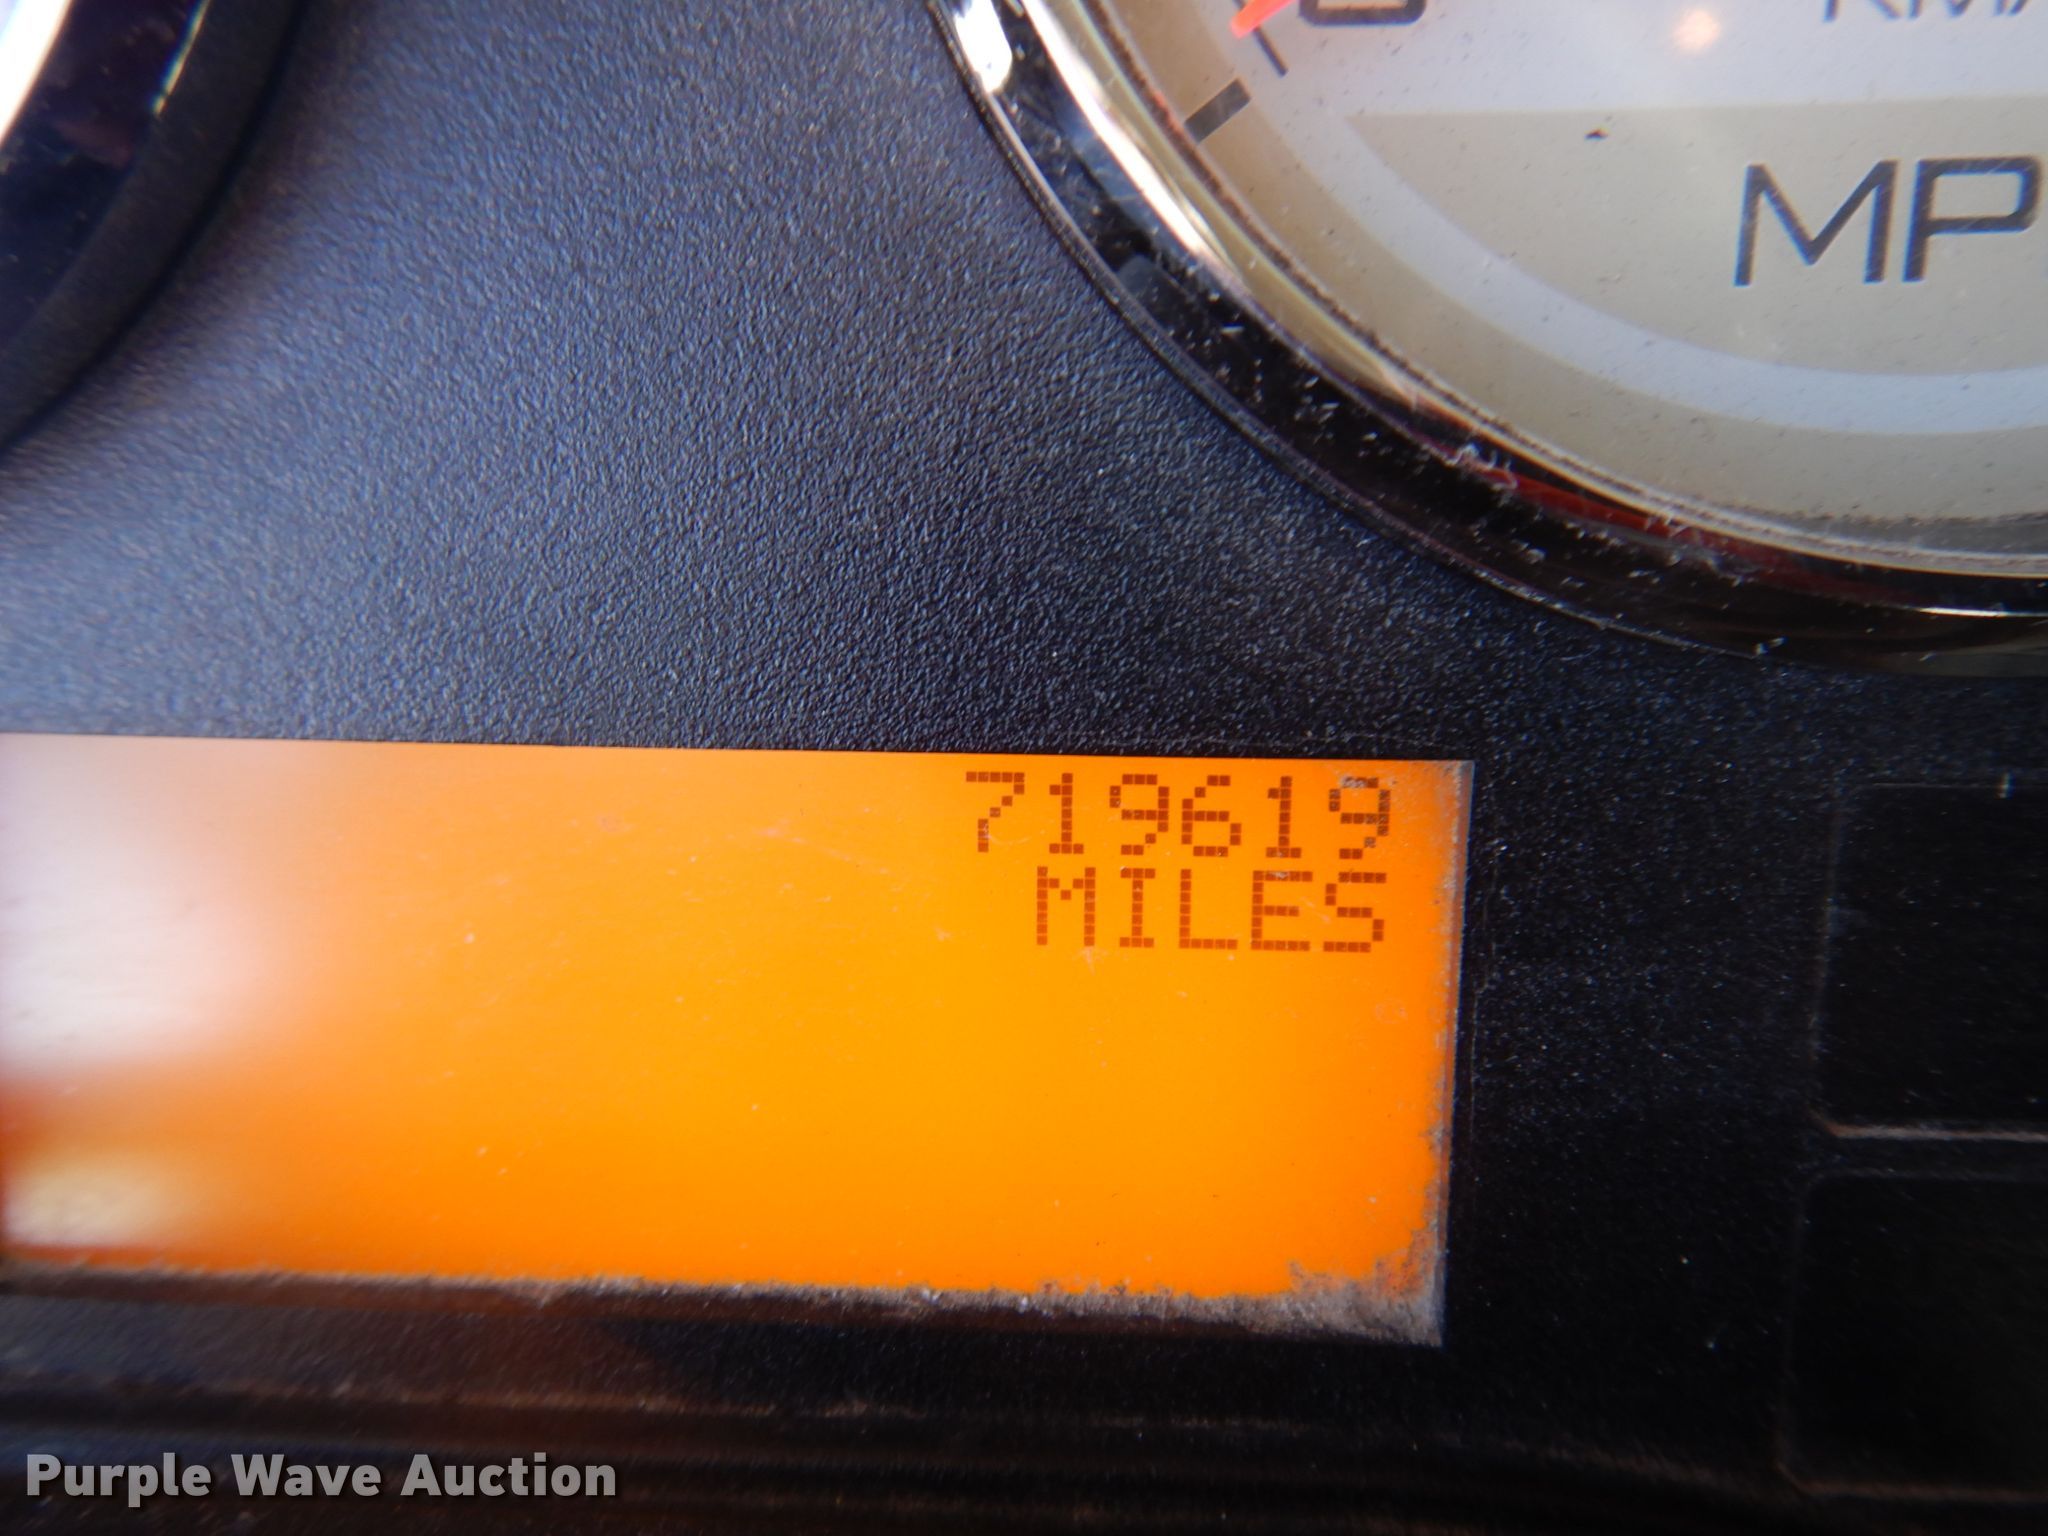 MP
719619
MILES
Purple Wave Auction